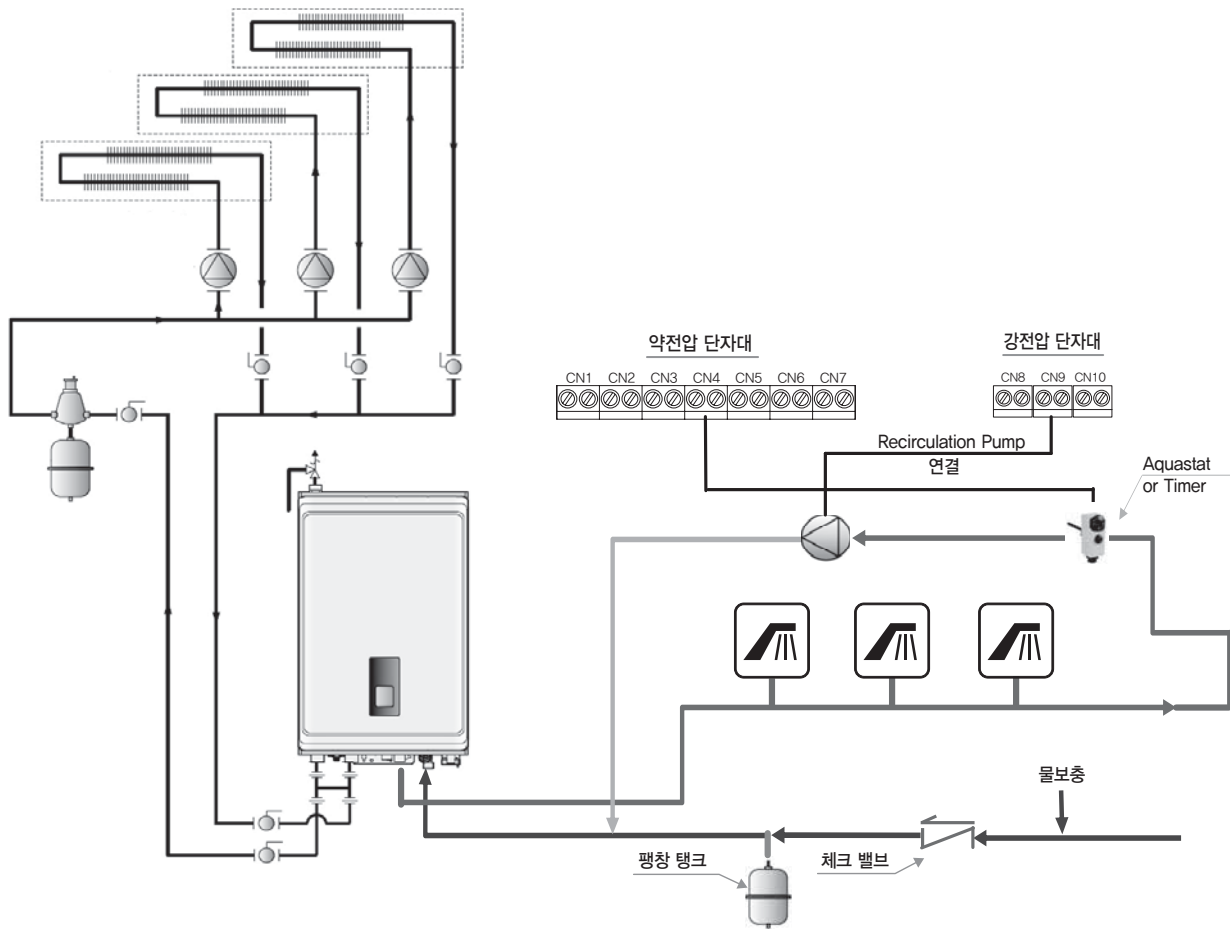 약전압 단자대
강전압 단자대
CN1 CN2 CN3 CN4 CN5 CN6 CN7
CN8 CN9 CN10
Recirculation Pump
연결
Aquastat
or Timer
물보충
팽창 탱크
체크 밸브